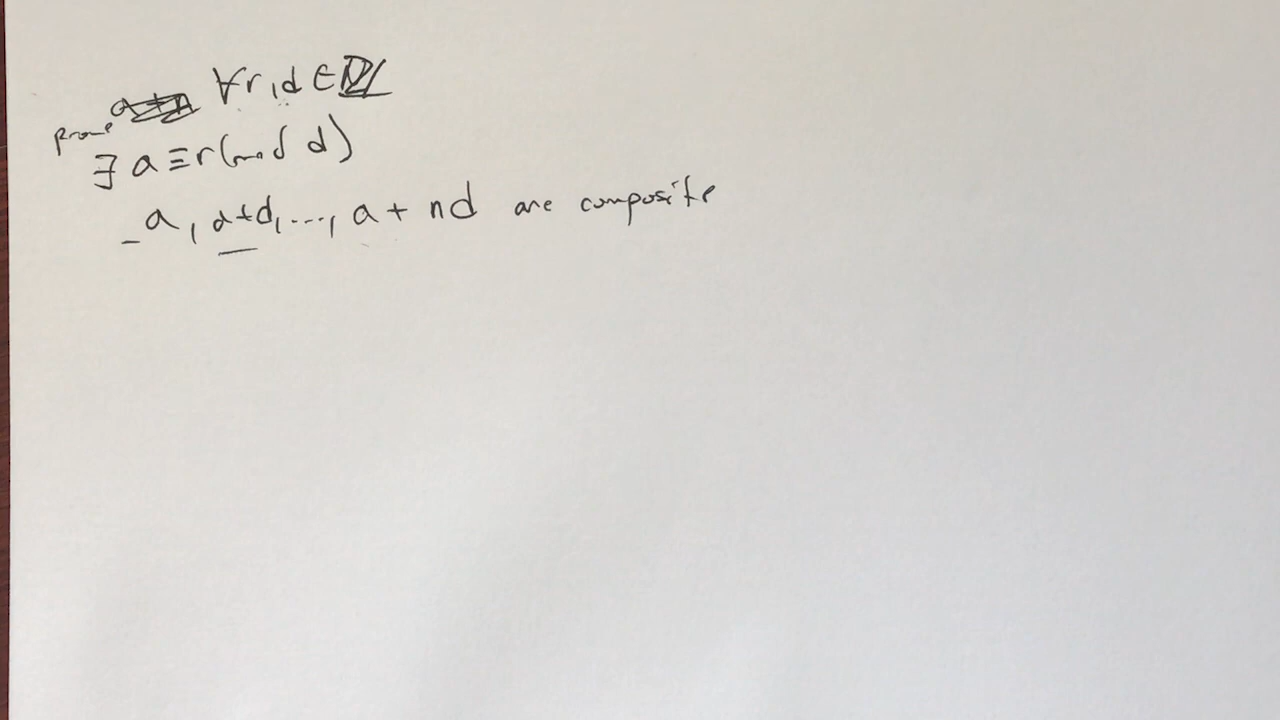 ∀r,d ∈ ℕ
prove
∃ a ≡ r (mod d)
a, a+d, ..., a + nd are composite